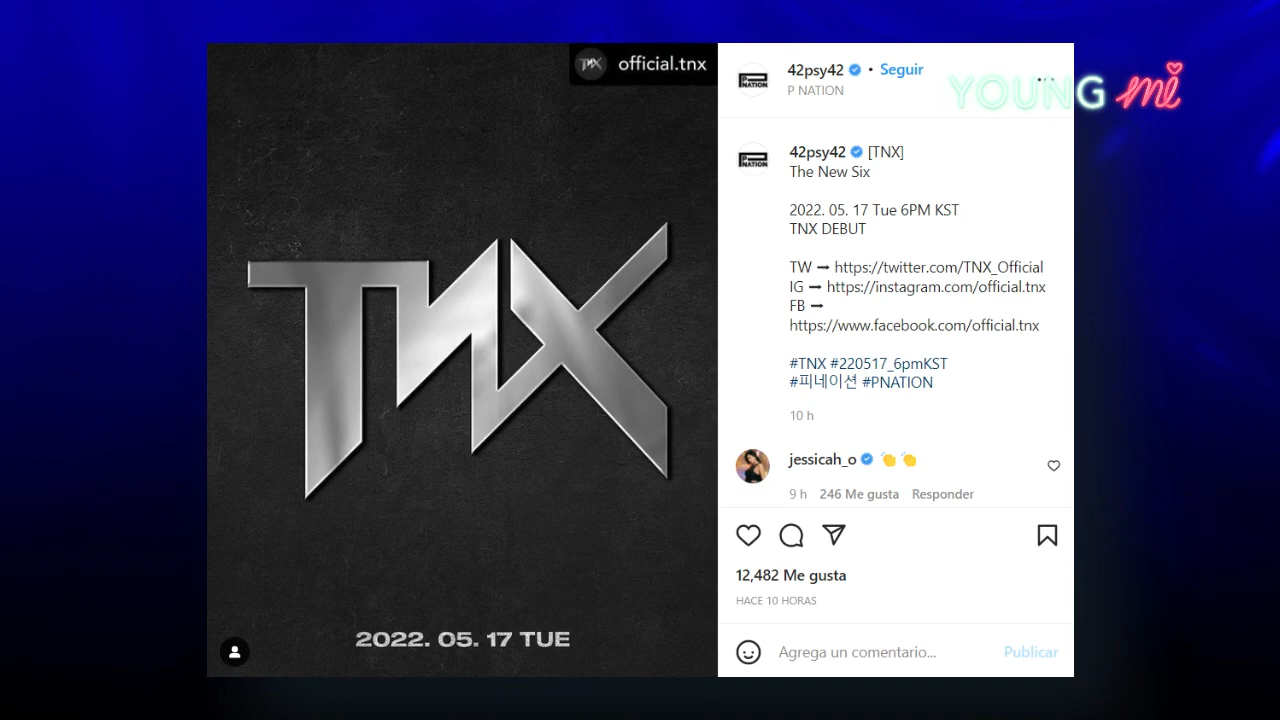 TNX official.tnx
TNX
2022. 05. 17 TUE
P NATION
42psy42 • Seguir
P NATION
YOUNG mi
P NATION
42psy42 [TNX]
The New Six
2022. 05. 17 Tue 6PM KST
TNX DEBUT
TW ➞ https://twitter.com/TNX_Official
IG ➞ https://instagram.com/official.tnx
FB ➞
https://www.facebook.com/official.tnx
#TNX #220517_6pmKST
#피네이션 #PNATION
10 h
jessicah_o 👏 👏
9 h 246 Me gusta Responder
12,482 Me gusta
HACE 10 HORAS
Agrega un comentario... Publicar